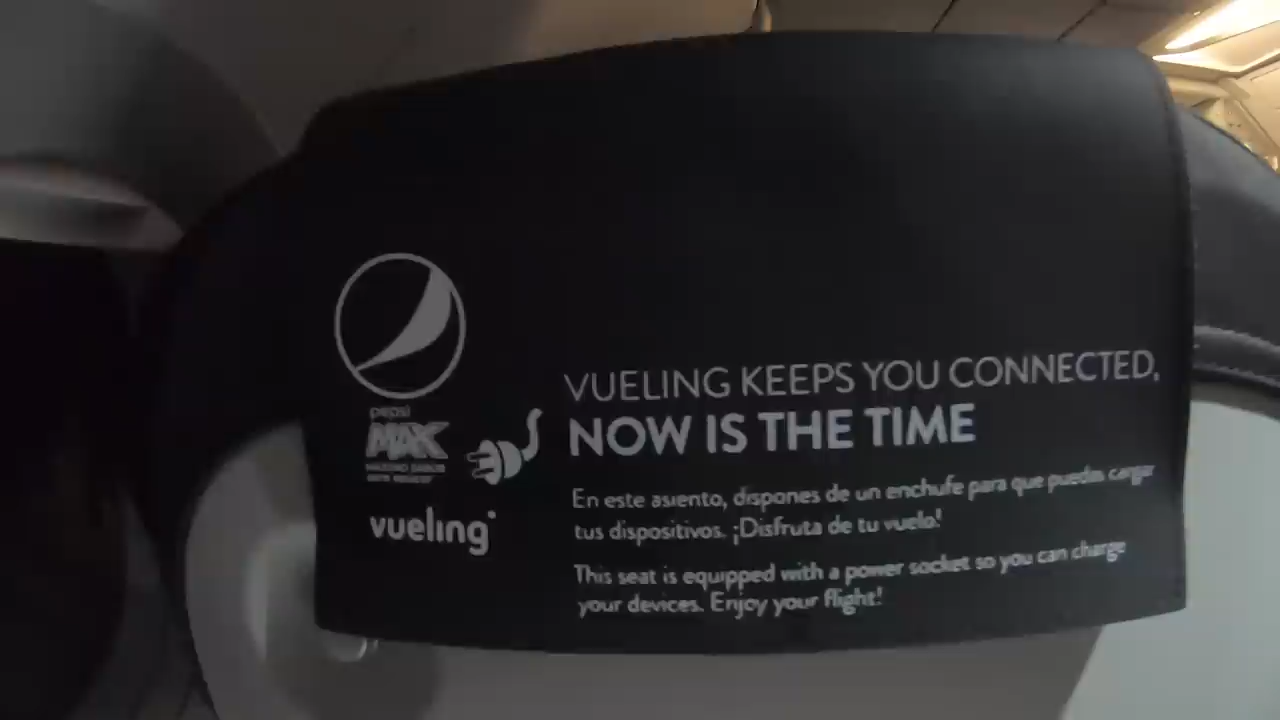 pepsi
MAX
MÁXIMO SABOR
vueling
VUELING KEEPS YOU CONNECTED,
NOW IS THE TIME
En este asiento, dispones de un enchufe para que puedas cargar
tus dispositivos. ¡Disfruta de tu vuelo!
This seat is equipped with a power socket so you can charge
your devices. Enjoy your flight!